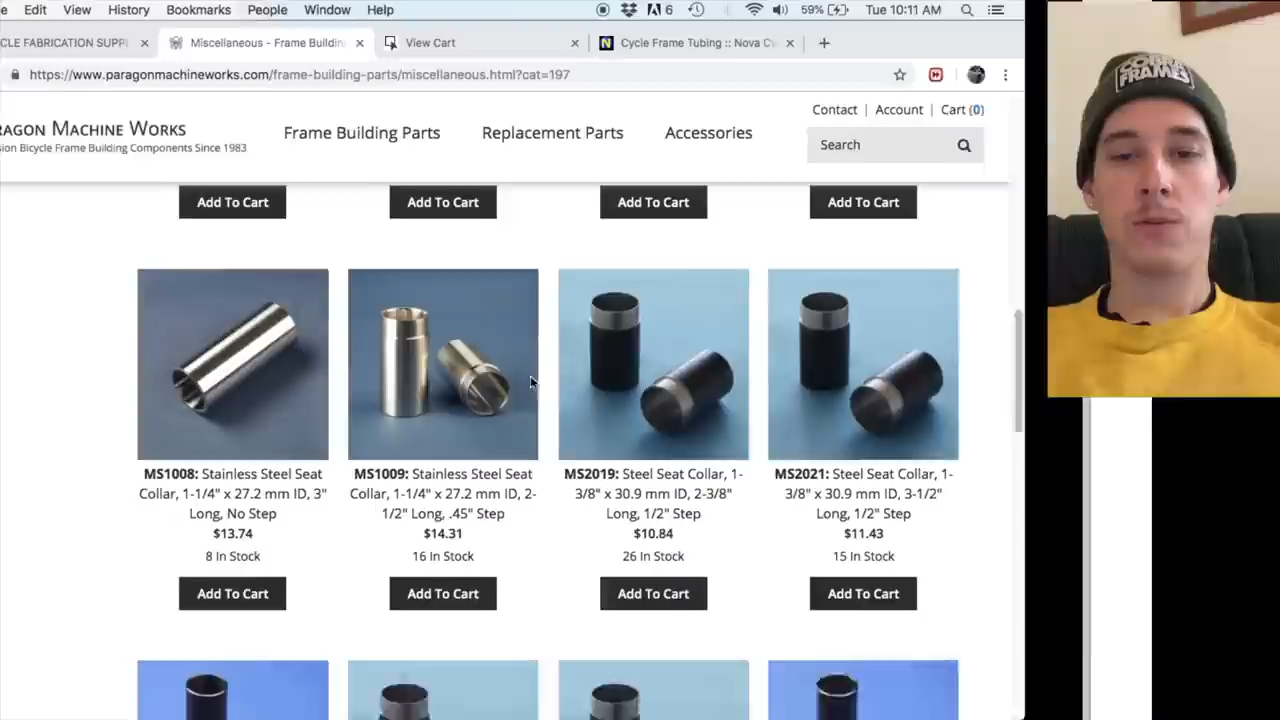 e Edit View History Bookmarks People Window Help 6 59% Tue 10:11 AM
CLE FABRICATION SUPPL × Miscellaneous - Frame Buildin × View Cart × Cycle Frame Tubing :: Nova Cy × +
https://www.paragonmachineworks.com/frame-building-parts/miscellaneous.html?cat=197
Contact | Account | Cart (0)
RAGON MACHINE WORKS
sion Bicycle Frame Building Components Since 1983
Frame Building Parts Replacement Parts Accessories
Search
Add To Cart Add To Cart Add To Cart Add To Cart
MS1008: Stainless Steel Seat
Collar, 1-1/4" x 27.2 mm ID, 3"
Long, No Step
$13.74
8 In Stock
Add To Cart
MS1009: Stainless Steel Seat
Collar, 1-1/4" x 27.2 mm ID, 2-
1/2" Long, .45" Step
$14.31
16 In Stock
Add To Cart
MS2019: Steel Seat Collar, 1-
3/8" x 30.9 mm ID, 2-3/8"
Long, 1/2" Step
$10.84
26 In Stock
Add To Cart
MS2021: Steel Seat Collar, 1-
3/8" x 30.9 mm ID, 3-1/2"
Long, 1/2" Step
$11.43
15 In Stock
Add To Cart
COBRA
FRAMES